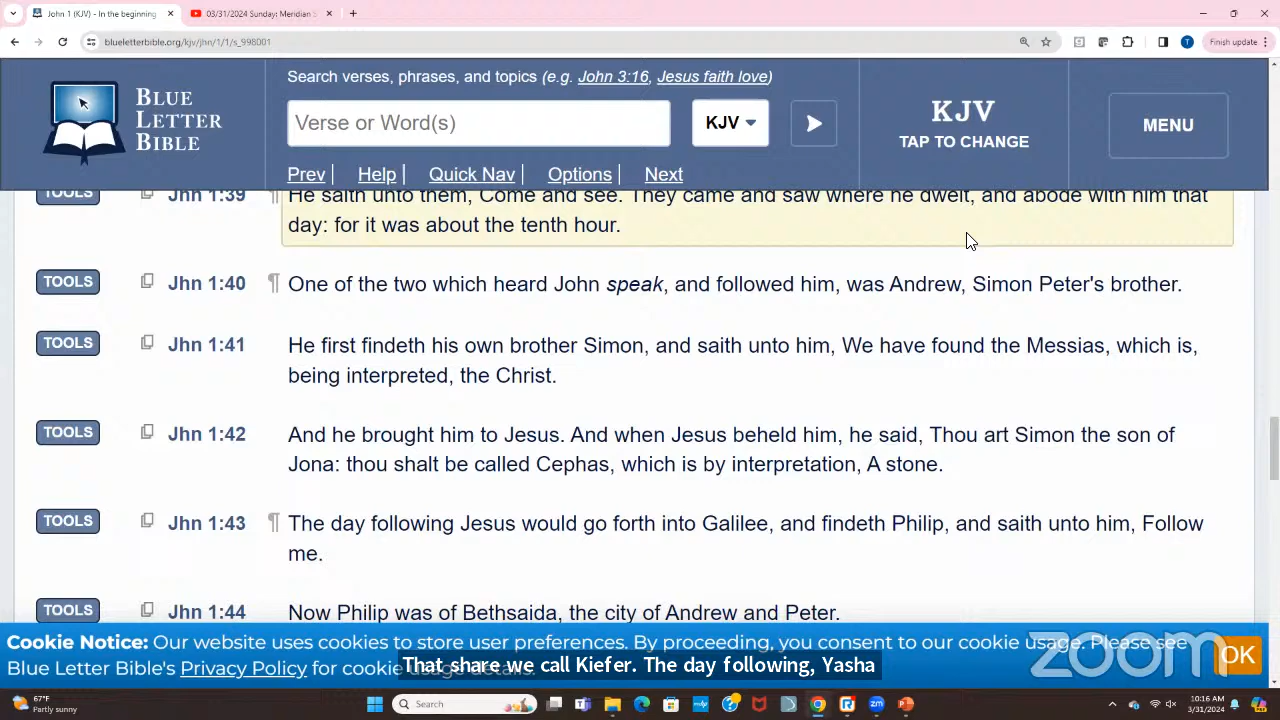 John 1 (KJV) - In the beginning
03/31/2024 Sunday: Meridian
blueletterbible.org/kjv/jhn/1/1/s_998001
Finish update
BLUE
LETTER
BIBLE
Search verses, phrases, and topics (e.g. John 3:16, Jesus faith love)
Verse or Word(s)
KJV
KJV
TAP TO CHANGE
MENU
Prev | Help | Quick Nav | Options | Next
TOOLS Jhn 1:39 ¶ He saith unto them, Come and see. They came and saw where he dwelt, and abode with him that
day: for it was about the tenth hour.
TOOLS Jhn 1:40 ¶ One of the two which heard John speak, and followed him, was Andrew, Simon Peter's brother.
TOOLS Jhn 1:41 He first findeth his own brother Simon, and saith unto him, We have found the Messias, which is,
being interpreted, the Christ.
TOOLS Jhn 1:42 And he brought him to Jesus. And when Jesus beheld him, he said, Thou art Simon the son of
Jona: thou shalt be called Cephas, which is by interpretation, A stone.
TOOLS Jhn 1:43 ¶ The day following Jesus would go forth into Galilee, and findeth Philip, and saith unto him, Follow
me.
TOOLS Jhn 1:44 Now Philip was of Bethsaida, the city of Andrew and Peter.
Cookie Notice: Our website uses cookies to store user preferences. By proceeding, you consent to our cookie usage. Please see
Blue Letter Bible's Privacy Policy for cookie usage details.
OK
zoom
That share we call Kiefer. The day following, Yasha
67°F
Partly sunny
Search
10:16 AM
3/31/2024